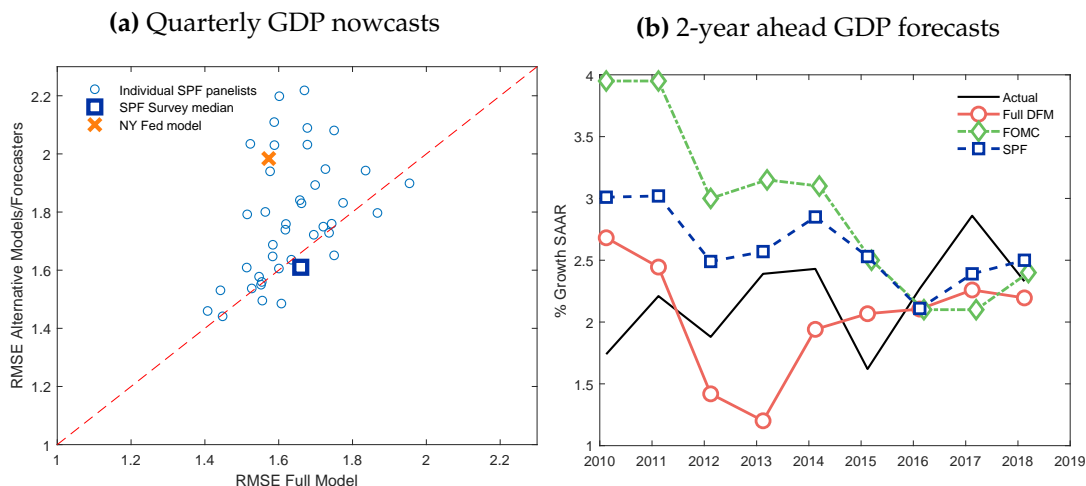 (a) Quarterly GDP nowcasts
RMSE Alternative Models/Forecasters
2.2
2
1.8
1.6
1.4
1.2
1
Individual SPF panelists
SPF Survey median
NY Fed model
1 1.2 1.4 1.6 1.8 2 2.2
RMSE Full Model
(b) 2-year ahead GDP forecasts
% Growth SAAR
4
3.5
3
2.5
2
1.5
1
Actual
Full DFM
FOMC
SPF
2010 2011 2012 2013 2014 2015 2016 2017 2018 2019